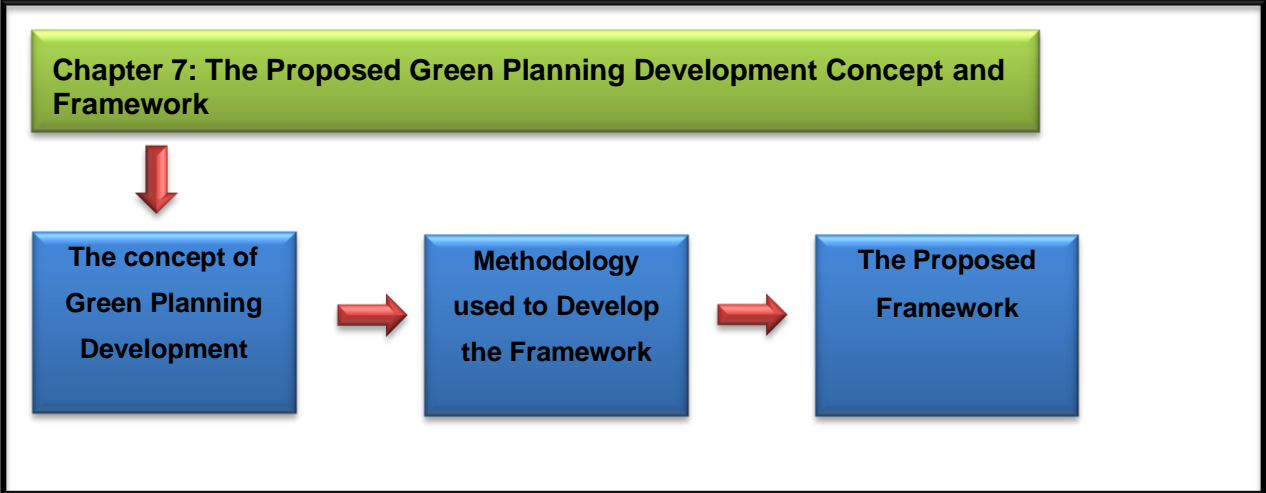 Chapter 7: The Proposed Green Planning Development Concept and
Framework
The concept of
Green Planning
Development
Methodology
used to Develop
the Framework
The Proposed
Framework